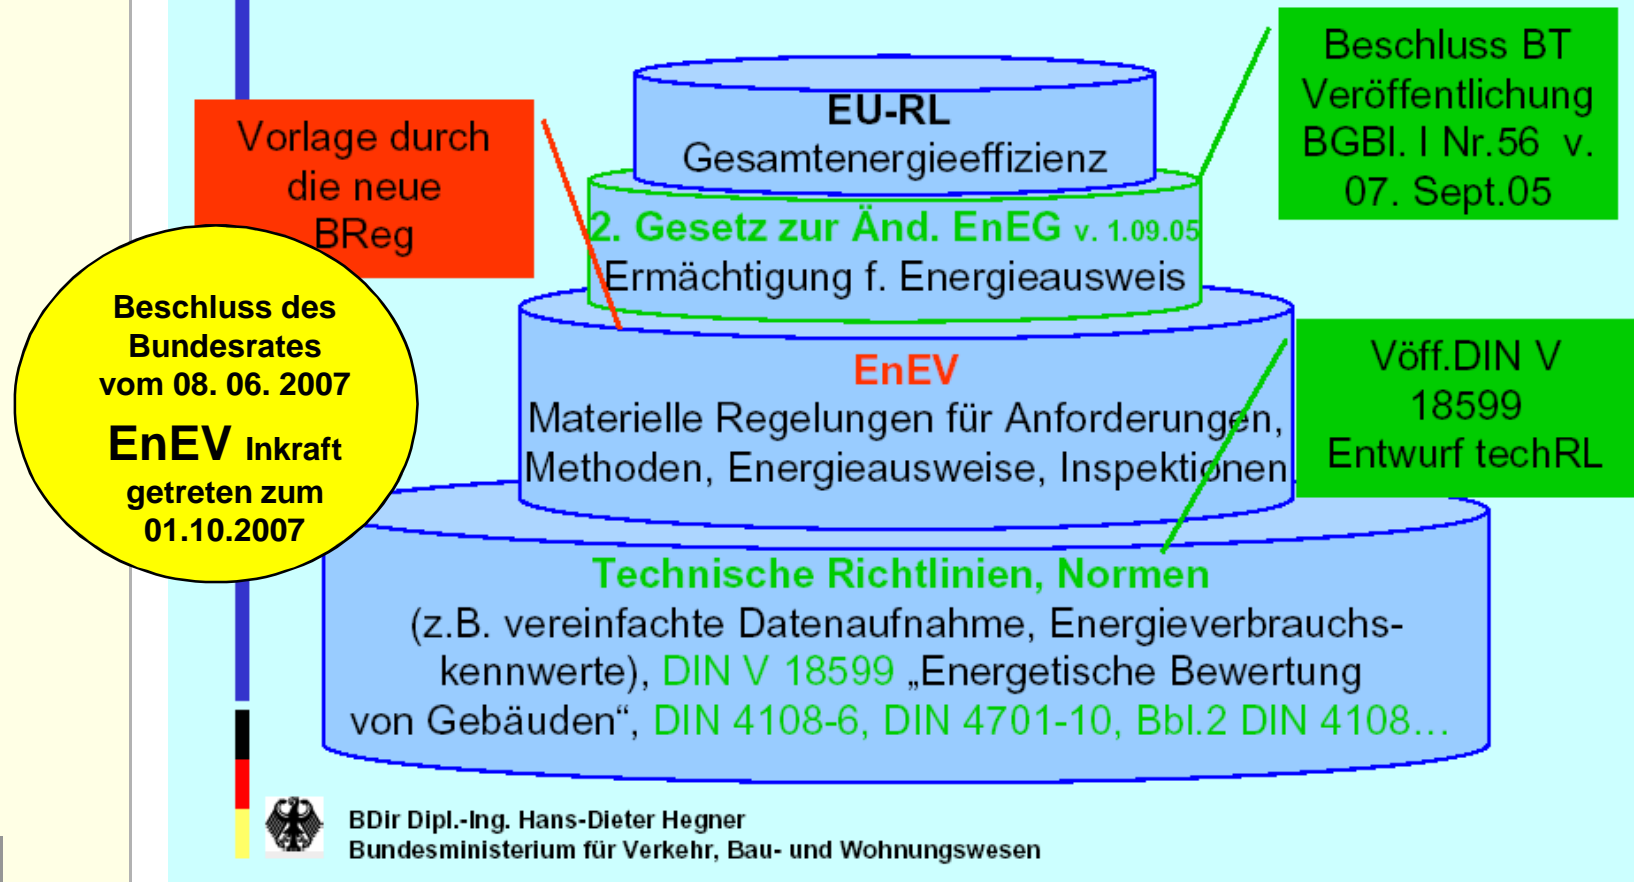 Beschluss BT
Veröffentlichung
BGBl. I Nr.56 v.
07. Sept.05
EU-RL
Gesamtenergieeffizienz
Vorlage durch
die neue
BReg
2. Gesetz zur Änd. EnEG v. 1.09.05
Ermächtigung f. Energieausweis
Beschluss des
Bundesrates
vom 08. 06. 2007
EnEV Inkraft
getreten zum
01.10.2007
EnEV
Materielle Regelungen für Anforderungen,
Methoden, Energieausweise, Inspektionen
Vöff.DIN V
18599
Entwurf techRL
Technische Richtlinien, Normen
(z.B. vereinfachte Datenaufnahme, Energieverbrauchs-
kennwerte), DIN V 18599 „Energetische Bewertung
von Gebäuden“, DIN 4108-6, DIN 4701-10, Bbl.2 DIN 4108…
BDir Dipl.-Ing. Hans-Dieter Hegner
Bundesministerium für Verkehr, Bau- und Wohnungswesen